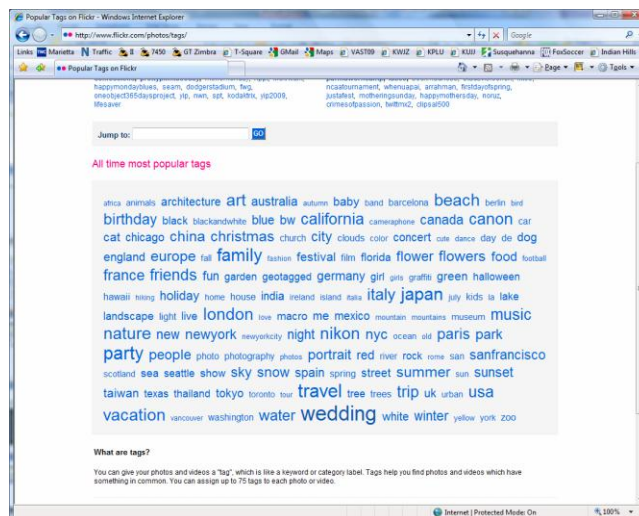 Popular Tags on Flickr - Windows Internet Explorer
http://www.flickr.com/photos/tags/
Google
Links Marietta Traffic II 7450 GT Zimbra T-Square GMail Maps VAST09 KWJZ KPLU KUJJ Susquehanna FoxSoccer Indian Hills
Popular Tags on Flickr Page Tools
happymondayblues, seam, dodgerstadium, fwg,
oneobject365daysproject, yip, nwn, spt, kodaktrix, yip2009,
lifesaver
ncaatournament, whenuapai, arrahman, firstdayofspring,
justafest, motheringsunday, happymothersday, noruz,
crimesofpassion, twiftmx2, clipsal500
Jump to: GO
All time most popular tags
africa animals architecture art australia autumn baby band barcelona beach berlin bird
birthday black blackandwhite blue bw california cameraphone canada canon car
cat chicago china christmas church city clouds color concert cute dance day de dog
england europe fall family fashion festival film florida flower flowers food football
france friends fun garden geotagged germany girl girls graffiti green halloween
hawaii hiking holiday home house india ireland island italia italy japan july kids la lake
landscape light live london love macro me mexico mountain mountains museum music
nature new newyork newyorkcity night nikon nyc ocean old paris park
party people photo photography photos portrait red river rock rome san sanfrancisco
scotland sea seattle show sky snow spain spring street summer sun sunset
taiwan texas thailand tokyo toronto tour travel tree trees trip uk urban usa
vacation vancouver washington water wedding white winter yellow york zoo
What are tags?
You can give your photos and videos a "tag", which is like a keyword or category label. Tags help you find photos and videos which have
something in common. You can assign up to 75 tags to each photo or video.
Internet | Protected Mode: On 100%